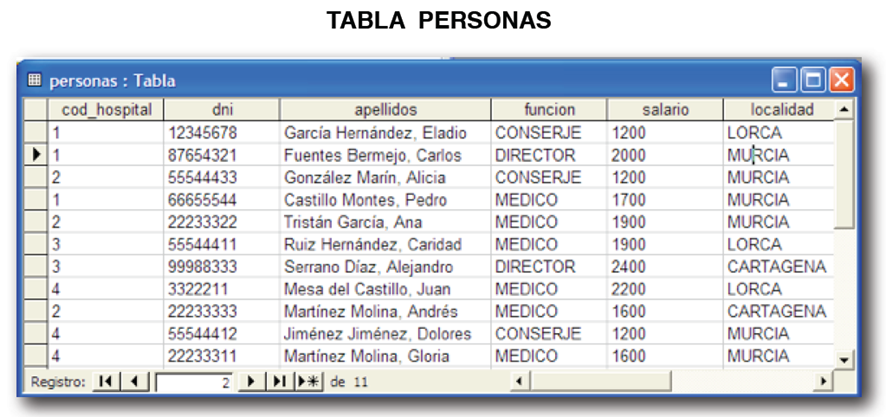 TABLA PERSONAS
personas : Tabla
cod_hospital dni apellidos funcion salario localidad
1 12345678 García Hernández, Eladio CONSERJE 1200 LORCA
1 87654321 Fuentes Bermejo, Carlos DIRECTOR 2000 MURCIA
2 55544433 González Marín, Alicia CONSERJE 1200 MURCIA
1 66655544 Castillo Montes, Pedro MEDICO 1700 MURCIA
2 22233322 Tristán García, Ana MEDICO 1900 MURCIA
3 55544411 Ruiz Hernández, Caridad MEDICO 1900 LORCA
3 99988333 Serrano Díaz, Alejandro DIRECTOR 2400 CARTAGENA
4 3322211 Mesa del Castillo, Juan MEDICO 2200 LORCA
2 22233333 Martínez Molina, Andrés MEDICO 1600 CARTAGENA
4 55544412 Jiménez Jiménez, Dolores CONSERJE 1200 MURCIA
4 22233311 Martínez Molina, Gloria MEDICO 1600 MURCIA
Registro: 2 de 11